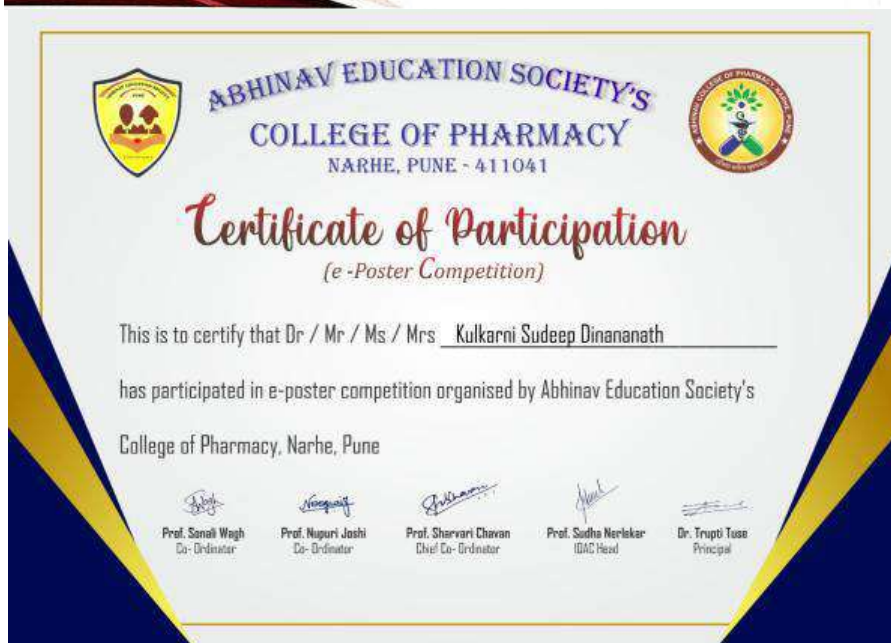 ABHINAV EDUCATION SOCIETY'S
COLLEGE OF PHARMACY
NARHE, PUNE - 411041
Certificate of Participation
(e -Poster Competition)
This is to certify that Dr / Mr / Ms / Mrs Kulkarni Sudeep Dinananath
has participated in e-poster competition organised by Abhinav Education Society's
College of Pharmacy, Narhe, Pune
Prof. Sonali Wagh
Co- Ordinator
Prof. Nupuri Joshi
Co- Ordinator
Prof. Sharvari Chavan
Chief Co- Ordinator
Prof. Sudha Nerlekar
IQAC Head
Dr. Trupti Tuse
Principal